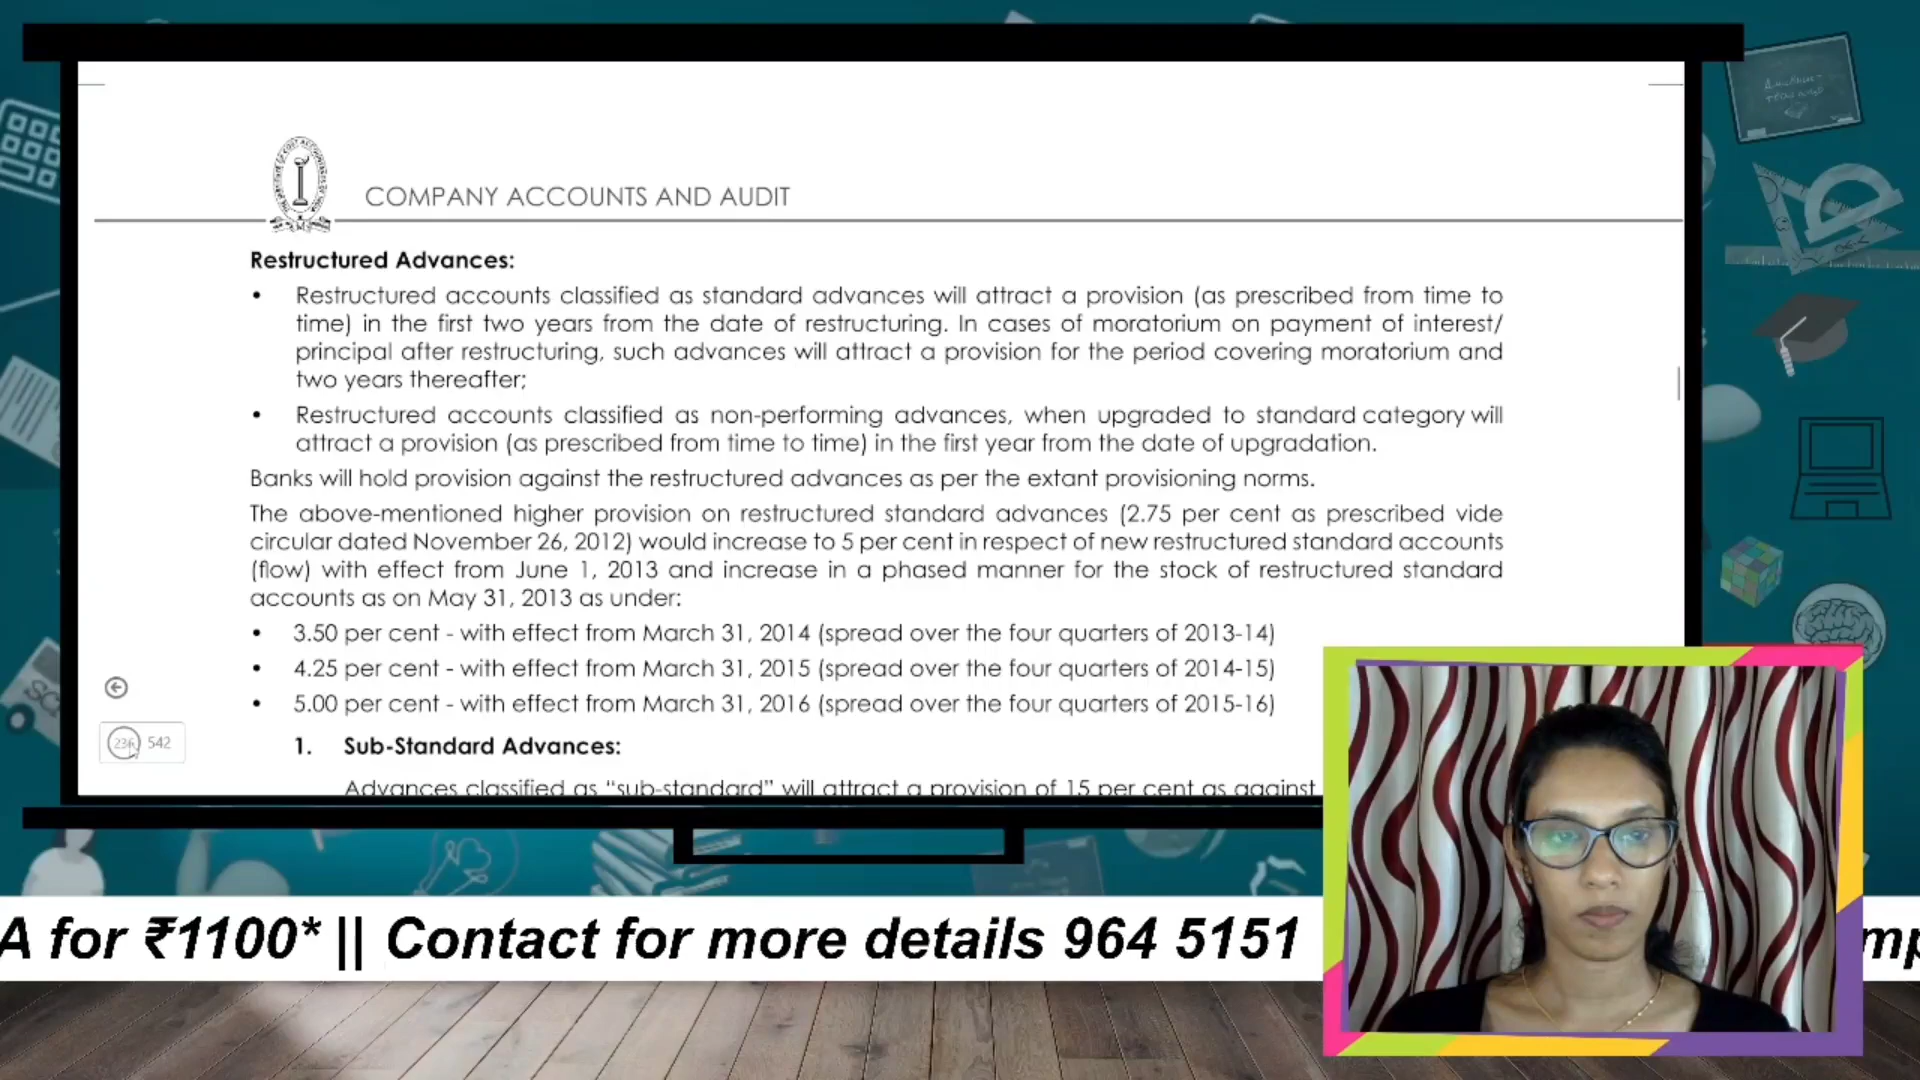 COMPANY ACCOUNTS AND AUDIT
Restructured Advances:
• Restructured accounts classified as standard advances will attract a provision (as prescribed from time to
time) in the first two years from the date of restructuring. In cases of moratorium on payment of interest/
principal after restructuring, such advances will attract a provision for the period covering moratorium and
two years thereafter;
• Restructured accounts classified as non-performing advances, when upgraded to standard category will
attract a provision (as prescribed from time to time) in the first year from the date of upgradation.
Banks will hold provision against the restructured advances as per the extant provisioning norms.
The above-mentioned higher provision on restructured standard advances (2.75 per cent as prescribed vide
circular dated November 26, 2012) would increase to 5 per cent in respect of new restructured standard accounts
(flow) with effect from June 1, 2013 and increase in a phased manner for the stock of restructured standard
accounts as on May 31, 2013 as under:
• 3.50 per cent - with effect from March 31, 2014 (spread over the four quarters of 2013-14)
• 4.25 per cent - with effect from March 31, 2015 (spread over the four quarters of 2014-15)
• 5.00 per cent - with effect from March 31, 2016 (spread over the four quarters of 2015-16)
1. Sub-Standard Advances:
Advances classified as "sub-standard" will attract a provision of 15 per cent as against
236 542
A for ₹1100* || Contact for more details 964 5151